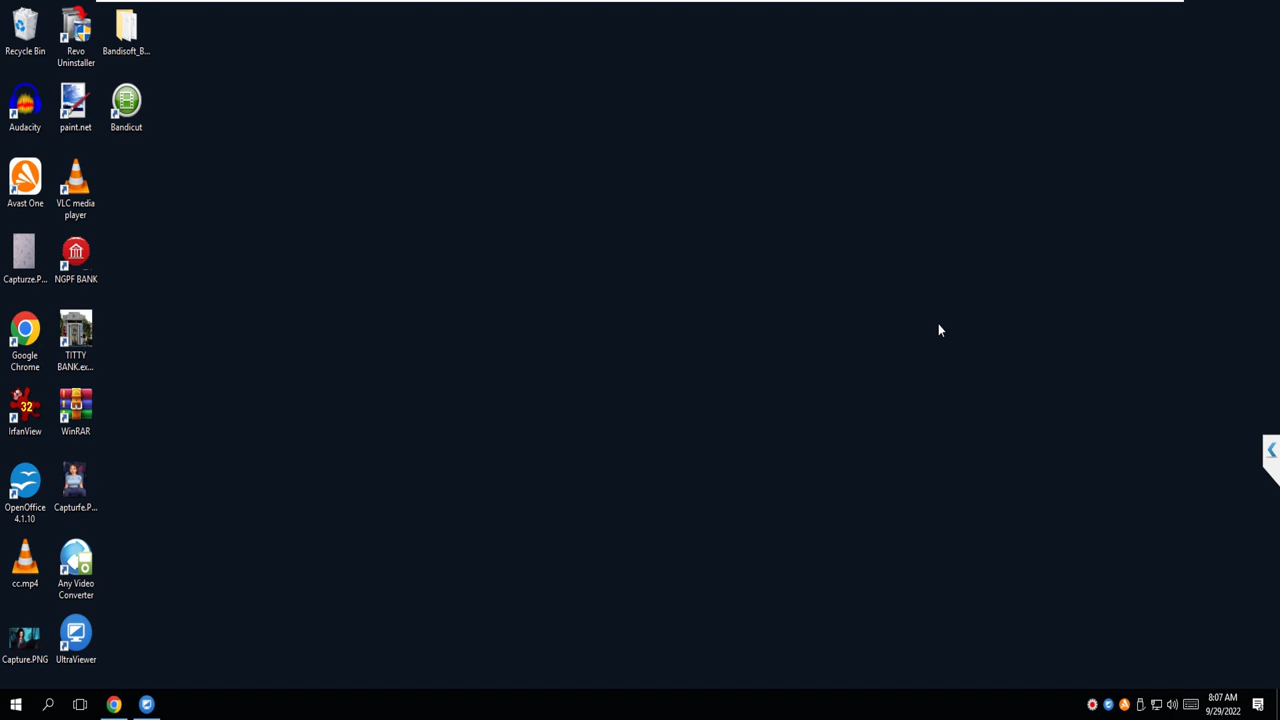 Recycle Bin
Revo
Uninstaller
Bandisoft_B...
Audacity
paint.net
Bandicut
Avast One
VLC media
player
Capturze.P...
NGPF BANK
Google
Chrome
TITTY
BANK.ex...
32
IrfanView
WinRAR
OpenOffice
4.1.10
Capturfe.P...
cc.mp4
Any Video
Converter
Capture.PNG
UltraViewer
8:07 AM
9/29/2022